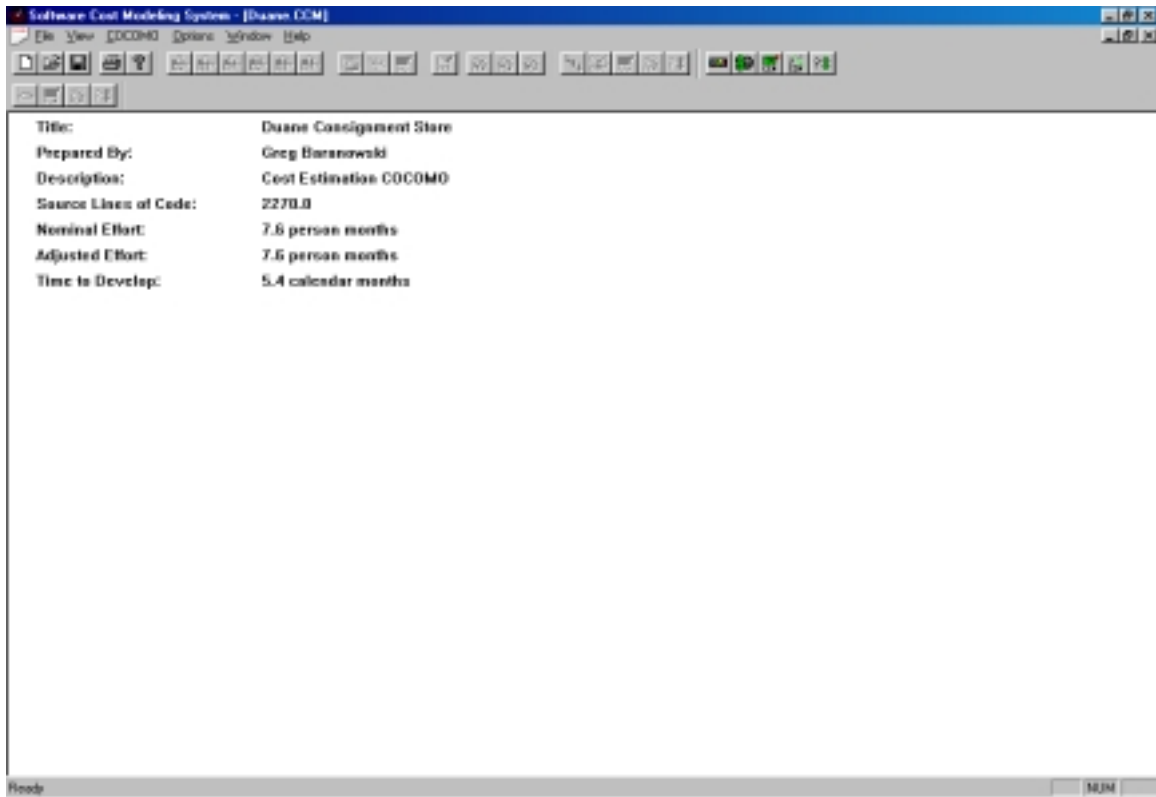 Software Cost Modeling System - [Duane.CCM]
File View COCOMO Options Window Help
Title: Duane Consignment Store
Prepared By: Greg Baranowski
Description: Cost Estimation COCOMO
Source Lines of Code: 2270.0
Nominal Effort: 7.6 person months
Adjusted Effort: 7.6 person months
Time to Develop: 5.4 calendar months
Ready NUM